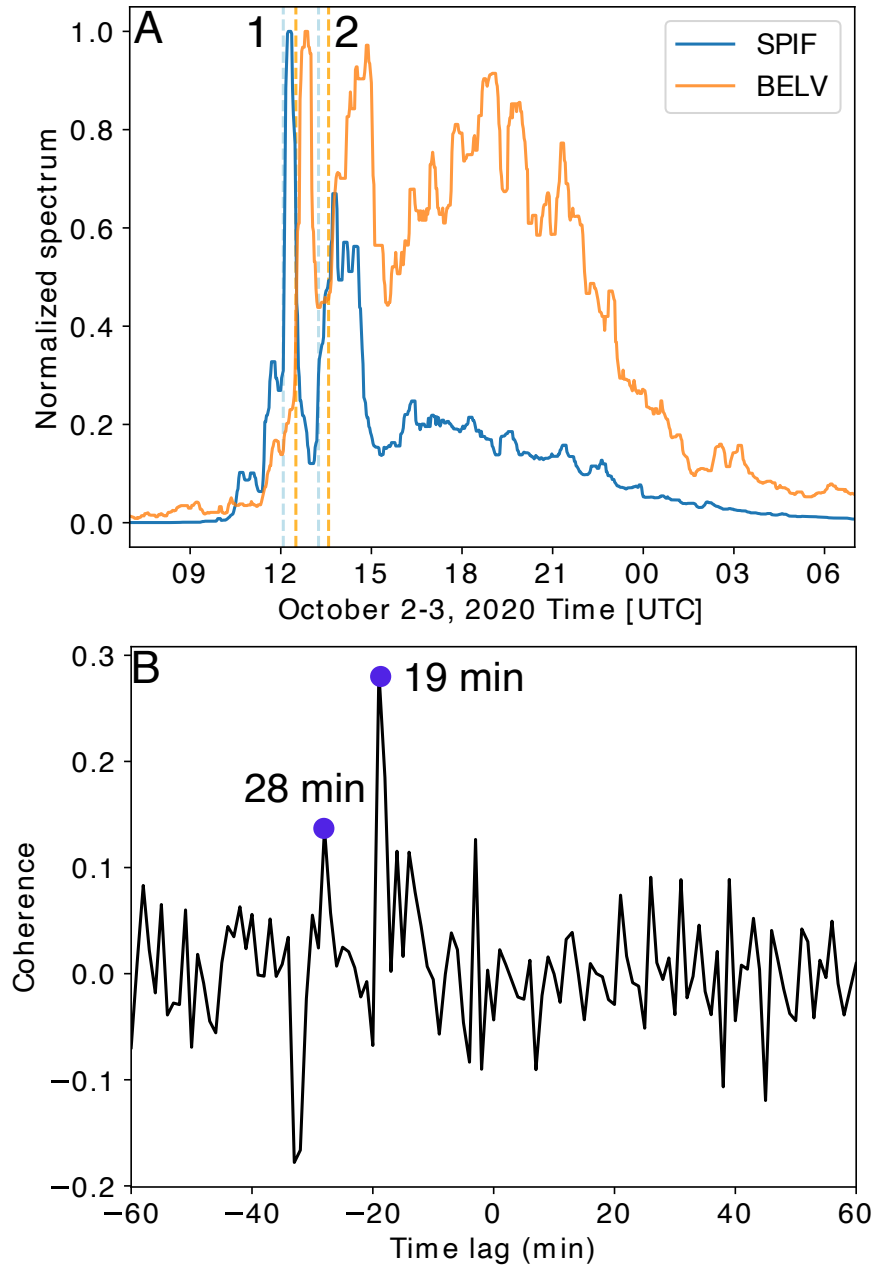 A
1
2
SPIF
BELV
Normalized spectrum
1.0
0.8
0.6
0.4
0.2
0.0
09 12 15 18 21 00 03 06
October 2-3, 2020 Time [UTC]
B
19 min
28 min
Coherence
0.3
0.2
0.1
0.0
−0.1
−0.2
−60 −40 −20 0 20 40 60
Time lag (min)